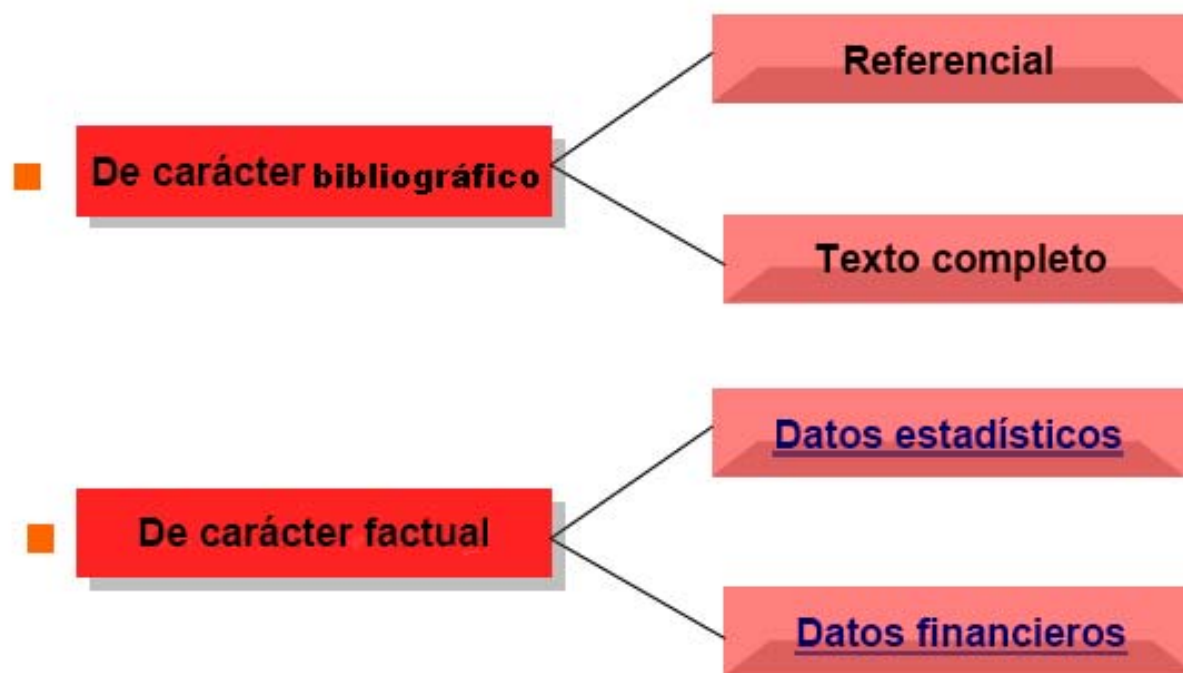 De carácter bibliográfico
Referencial
Texto completo
De carácter factual
Datos estadísticos
Datos financieros